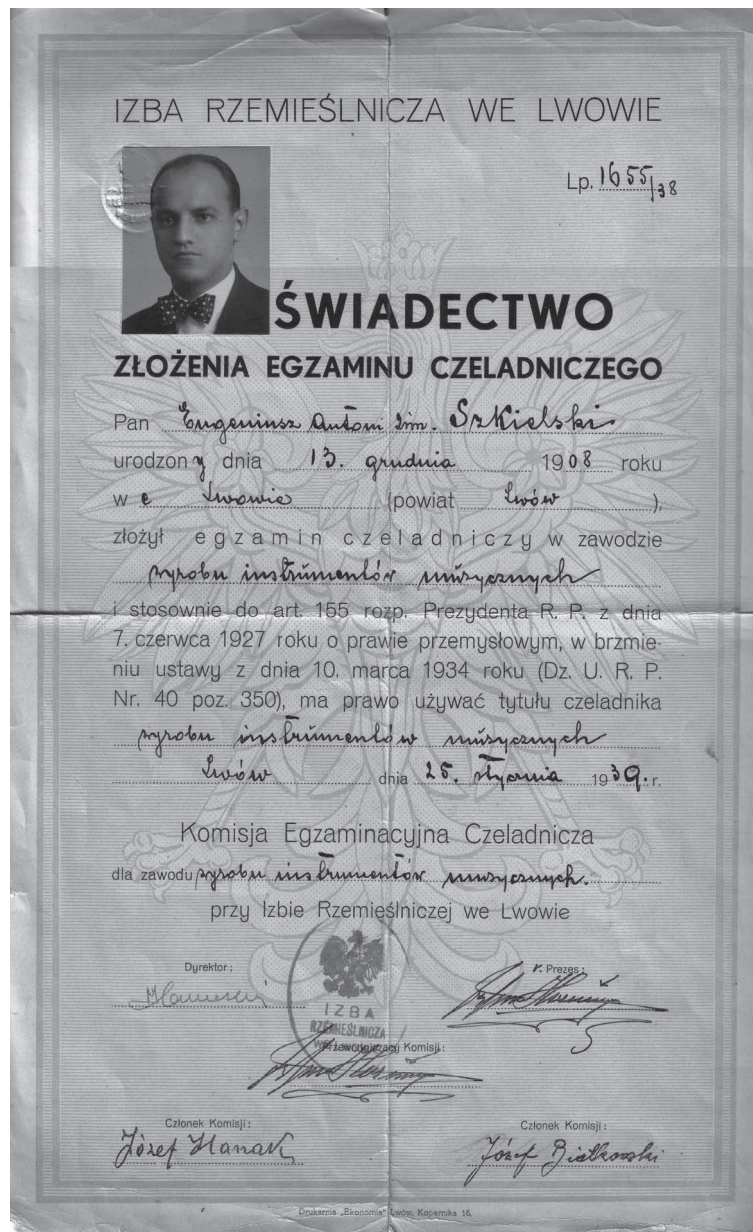 IZBA RZEMIEŚLNICZA WE LWOWIE
Lp. 1655/38
ŚWIADECTWO
ZŁOŻENIA EGZAMINU CZELADNICZEGO
Pan Eugeniusz Antoni 2im. Szkielski
urodzony dnia 13. grudnia 1908 roku
w e Lwowie (powiat Lwów ),
złożył egzamin czeladniczy w zawodzie
wyrobu instrumentów muzycznych
i stosownie do art. 155 rozp. Prezydenta R. P. z dnia
7. czerwca 1927 roku o prawie przemysłowym, w brzmie-
niu ustawy z dnia 10. marca 1934 roku (Dz. U. R. P.
Nr. 40 poz. 350), ma prawo używać tytułu czeladnika
wyrobu instrumentów muzycznych
Lwów dnia 25. stycznia 1939. r.
Komisja Egzaminacyjna Czeladnicza
dla zawodu wyrobu instrumentów muzycznych.
przy Izbie Rzemieślniczej we Lwowie
Dyrektor:
Prezes:
IZBA
RZEMIEŚLNICZA
Przewodniczący Komisji:
Członek Komisji:
Józef Hanak
Członek Komisji:
Józef Białkowski
Drukarnia „Ekonomia" Lwów, Kopernika 16.